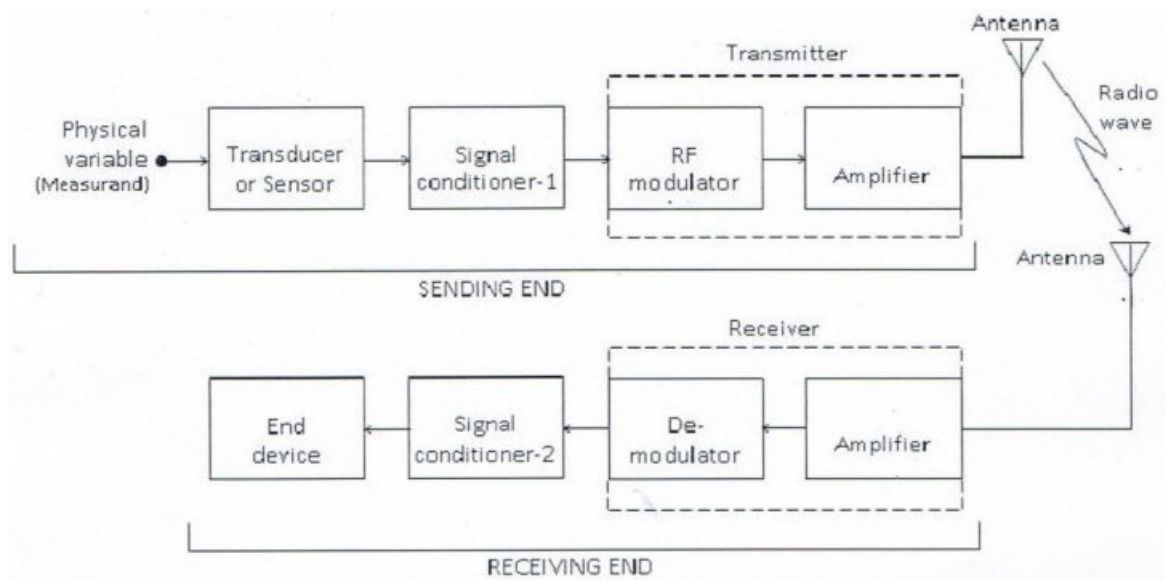 Antenna
Transmitter
Radio
wave
Physical
variable
(Measurand)
Transducer
or Sensor
Signal
conditioner-1
RF
modulator
Amplifier
Antenna
SENDING END
Receiver
End
device
Signal
conditioner-2
De-
modulator
Amplifier
RECEIVING END